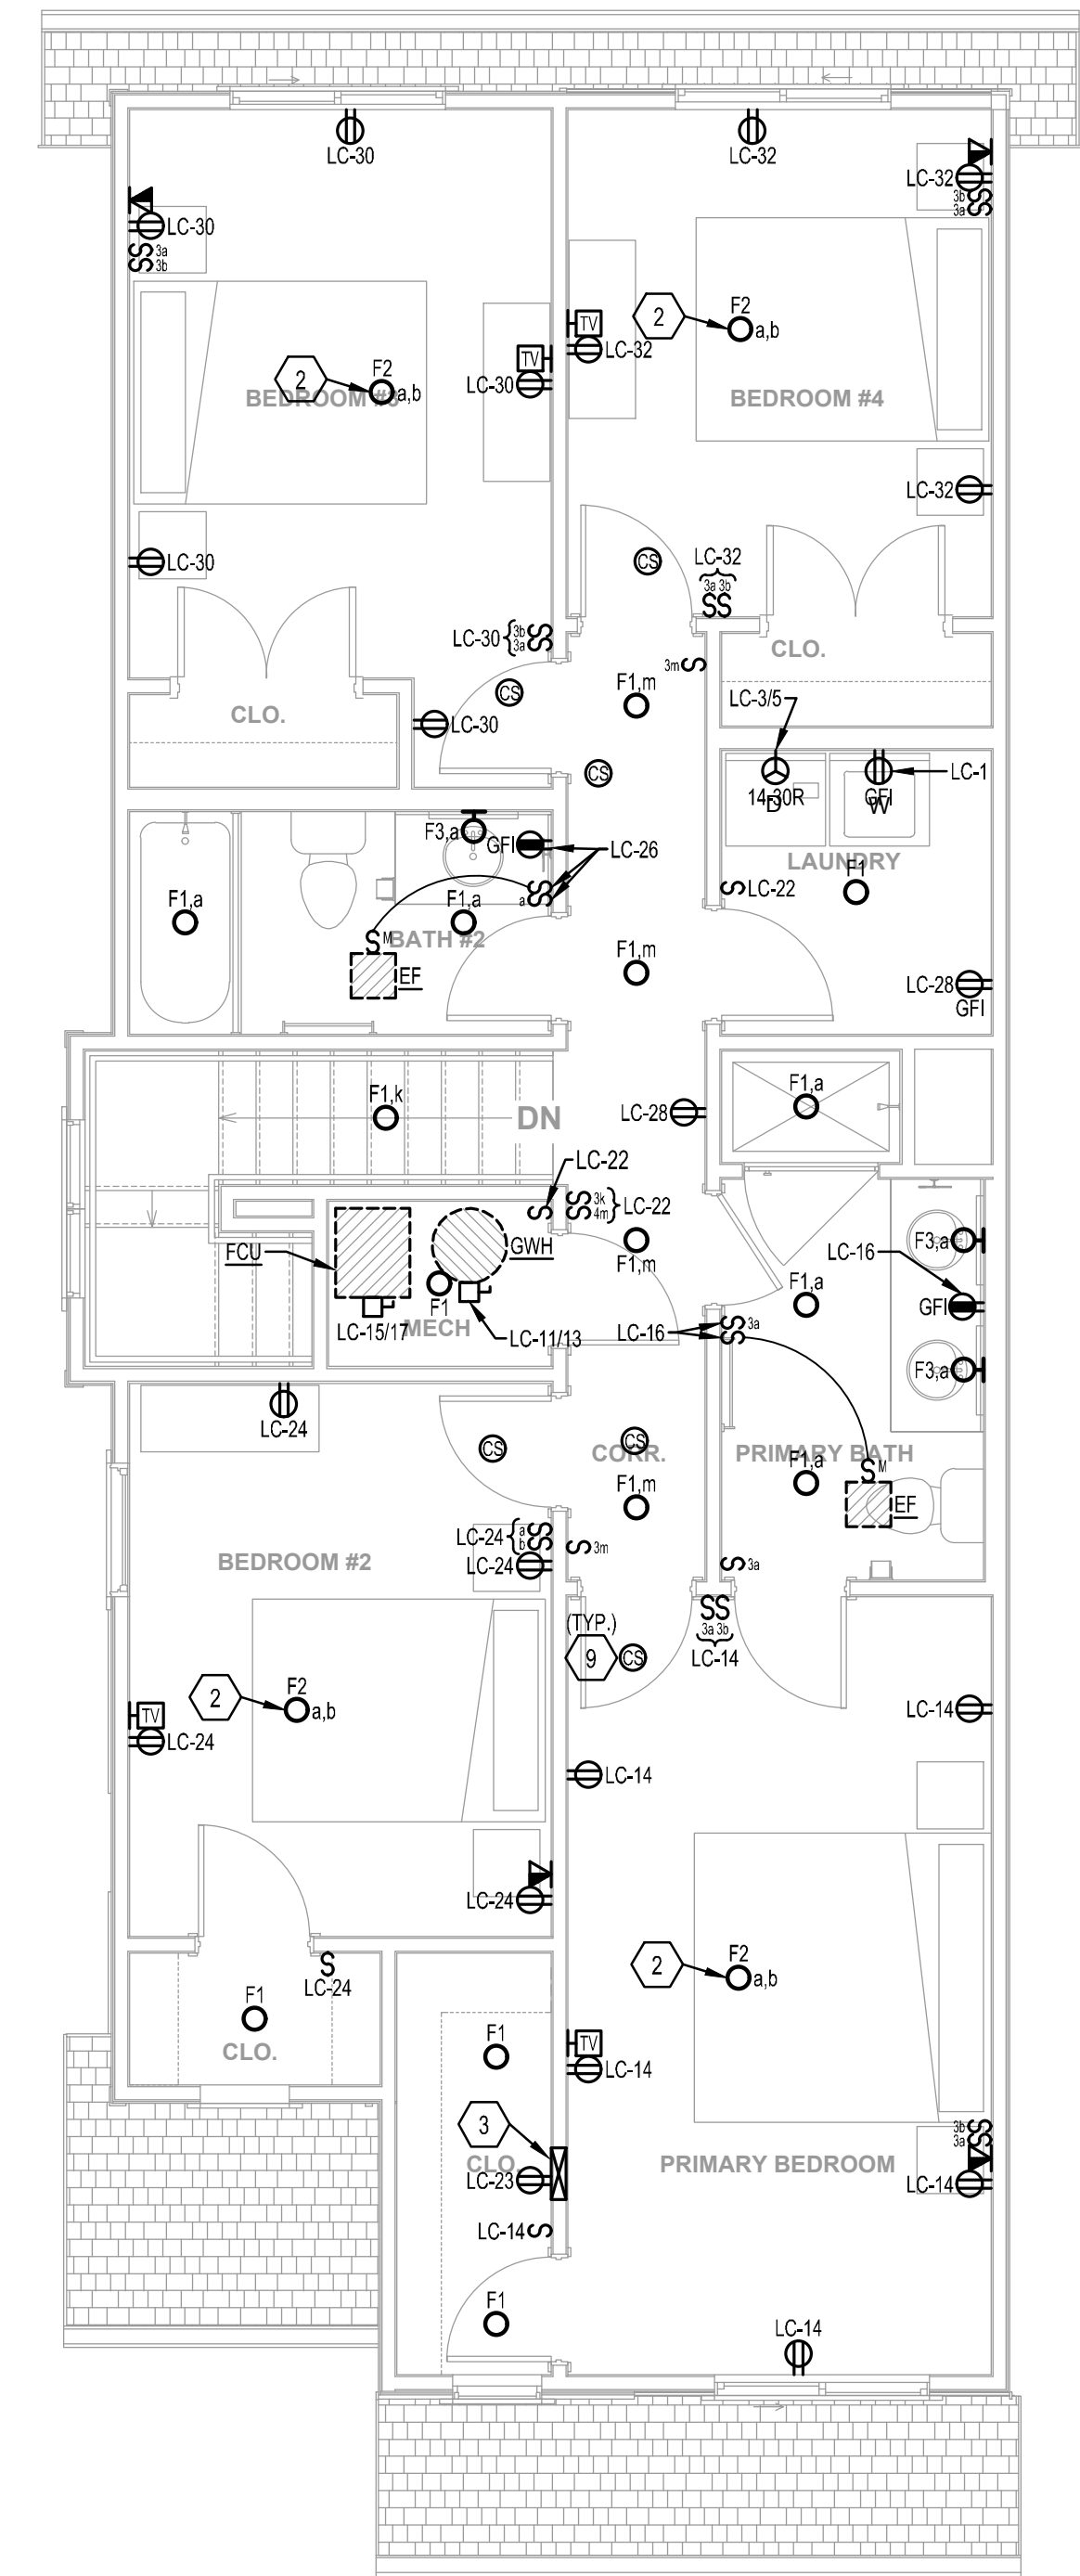 LC-30
LC-32
LC-32
3b
3a
LC-30
3a
3b
2
F2
a,b
TV
LC-32
TV
LC-30
2
F2
a,b
BEDROOM #3
BEDROOM #4
LC-32
LC-30
CS
LC-32
3a 3b
LC-30
3b
3a
CLO.
3m
CS
F1,m
LC-3/5
CLO.
LC-30
CS
LC-1
14-30R
D
GFI
W
F3,a
GFI
LC-26
LAUNDRY
F1
LC-22
a
F1,a
F1,a
M
BATH #2
F1,m
EF
LC-28
GFI
F1,k
DN
LC-28
F1,a
LC-22
3k
4m
LC-22
FCU
GWH
F1,m
F3,a
LC-16
F1
F1,a
GFI
LC-15/17
MECH
LC-11/13
LC-16
3a
F3,a
LC-24
CS
CS
CORR.
PRIMARY BATH
F1,a
M
F1,m
EF
LC-24
a
b
3m
LC-24
3a
BEDROOM #2
(TYP.)
9
CS
3a 3b
LC-14
2
F2
a,b
TV
LC-24
LC-14
LC-14
LC-24
2
F2
a,b
LC-24
F1
CLO.
F1
TV
LC-14
3
3b
3a
CLO.
LC-23
PRIMARY BEDROOM
LC-14
LC-14
F1
LC-14